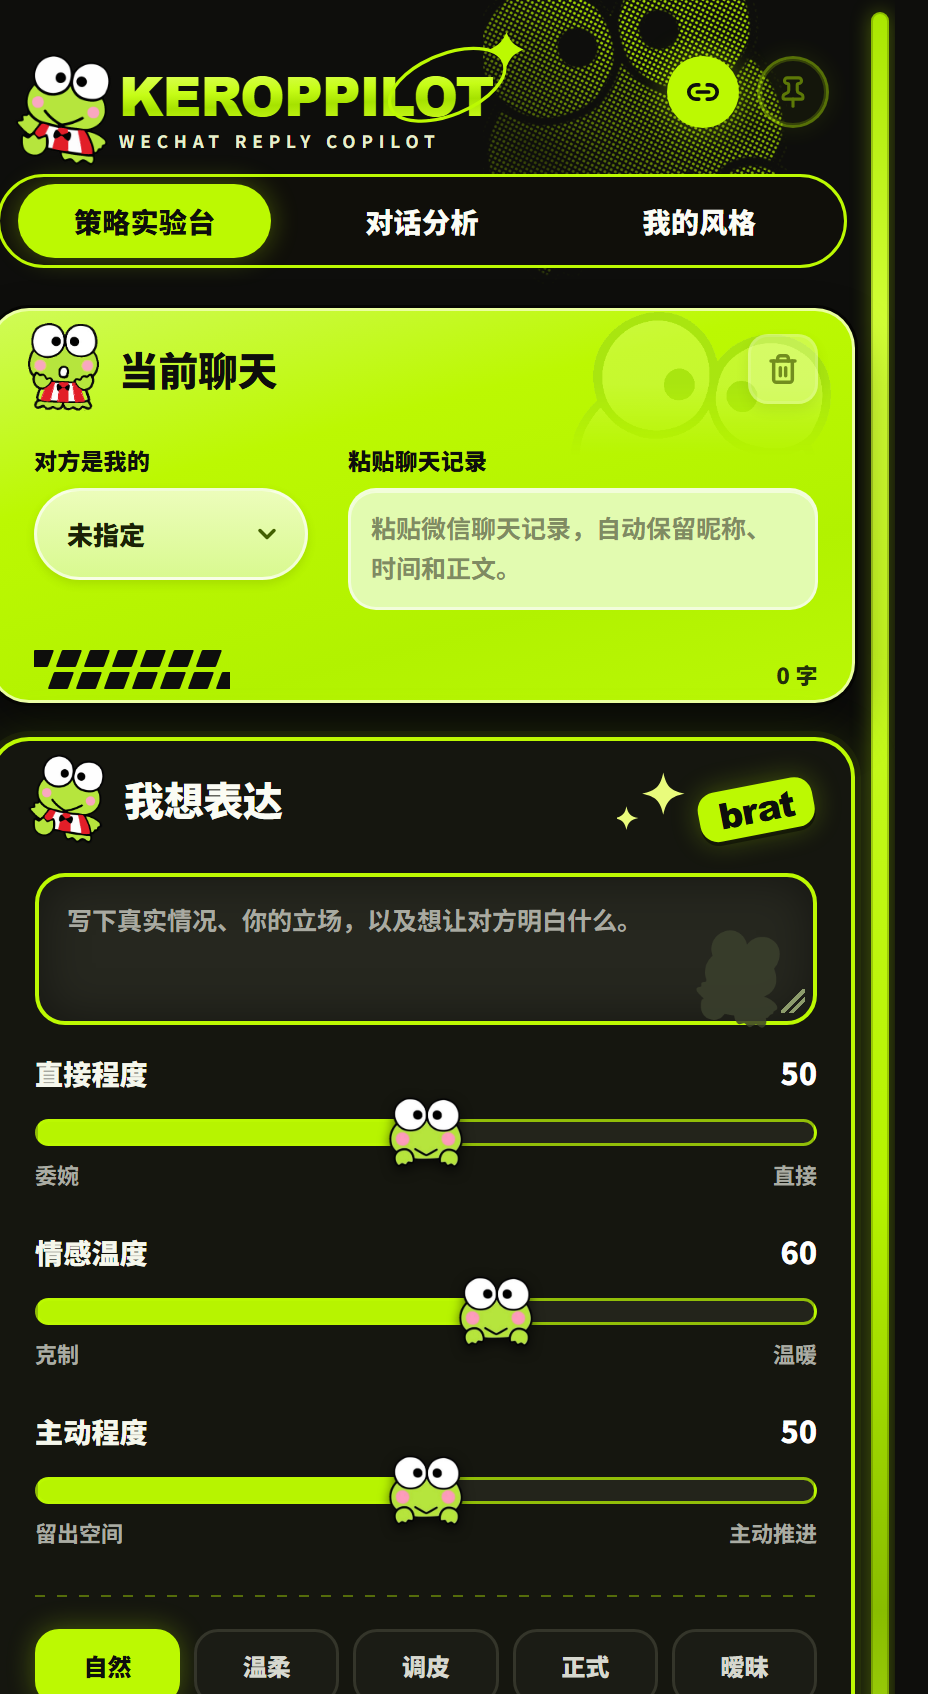 KEROPPILOT
WECHAT REPLY COPILOT
策略实验台
对话分析
我的风格
当前聊天
对方是我的
粘贴聊天记录
未指定
粘贴微信聊天记录，自动保留昵称、
时间和正文。
0 字
我想表达
brat
写下真实情况、你的立场，以及想让对方明白什么。
直接程度
50
委婉
直接
情感温度
60
克制
温暖
主动程度
50
留出空间
主动推进
自然
温柔
调皮
正式
暧昧